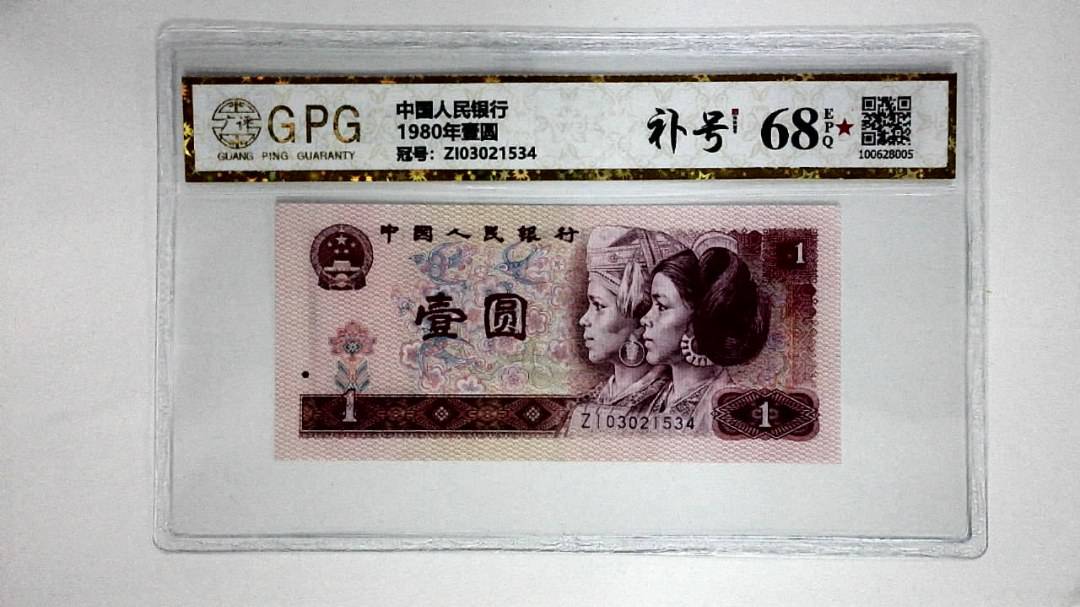 GPG
GUANG PING GUARANTY
中国人民银行
1980年壹圆
冠号：ZI03021534
补号
68
EPQ
100628005
中国人民银行
1
壹圆
1
ZI03021534
1